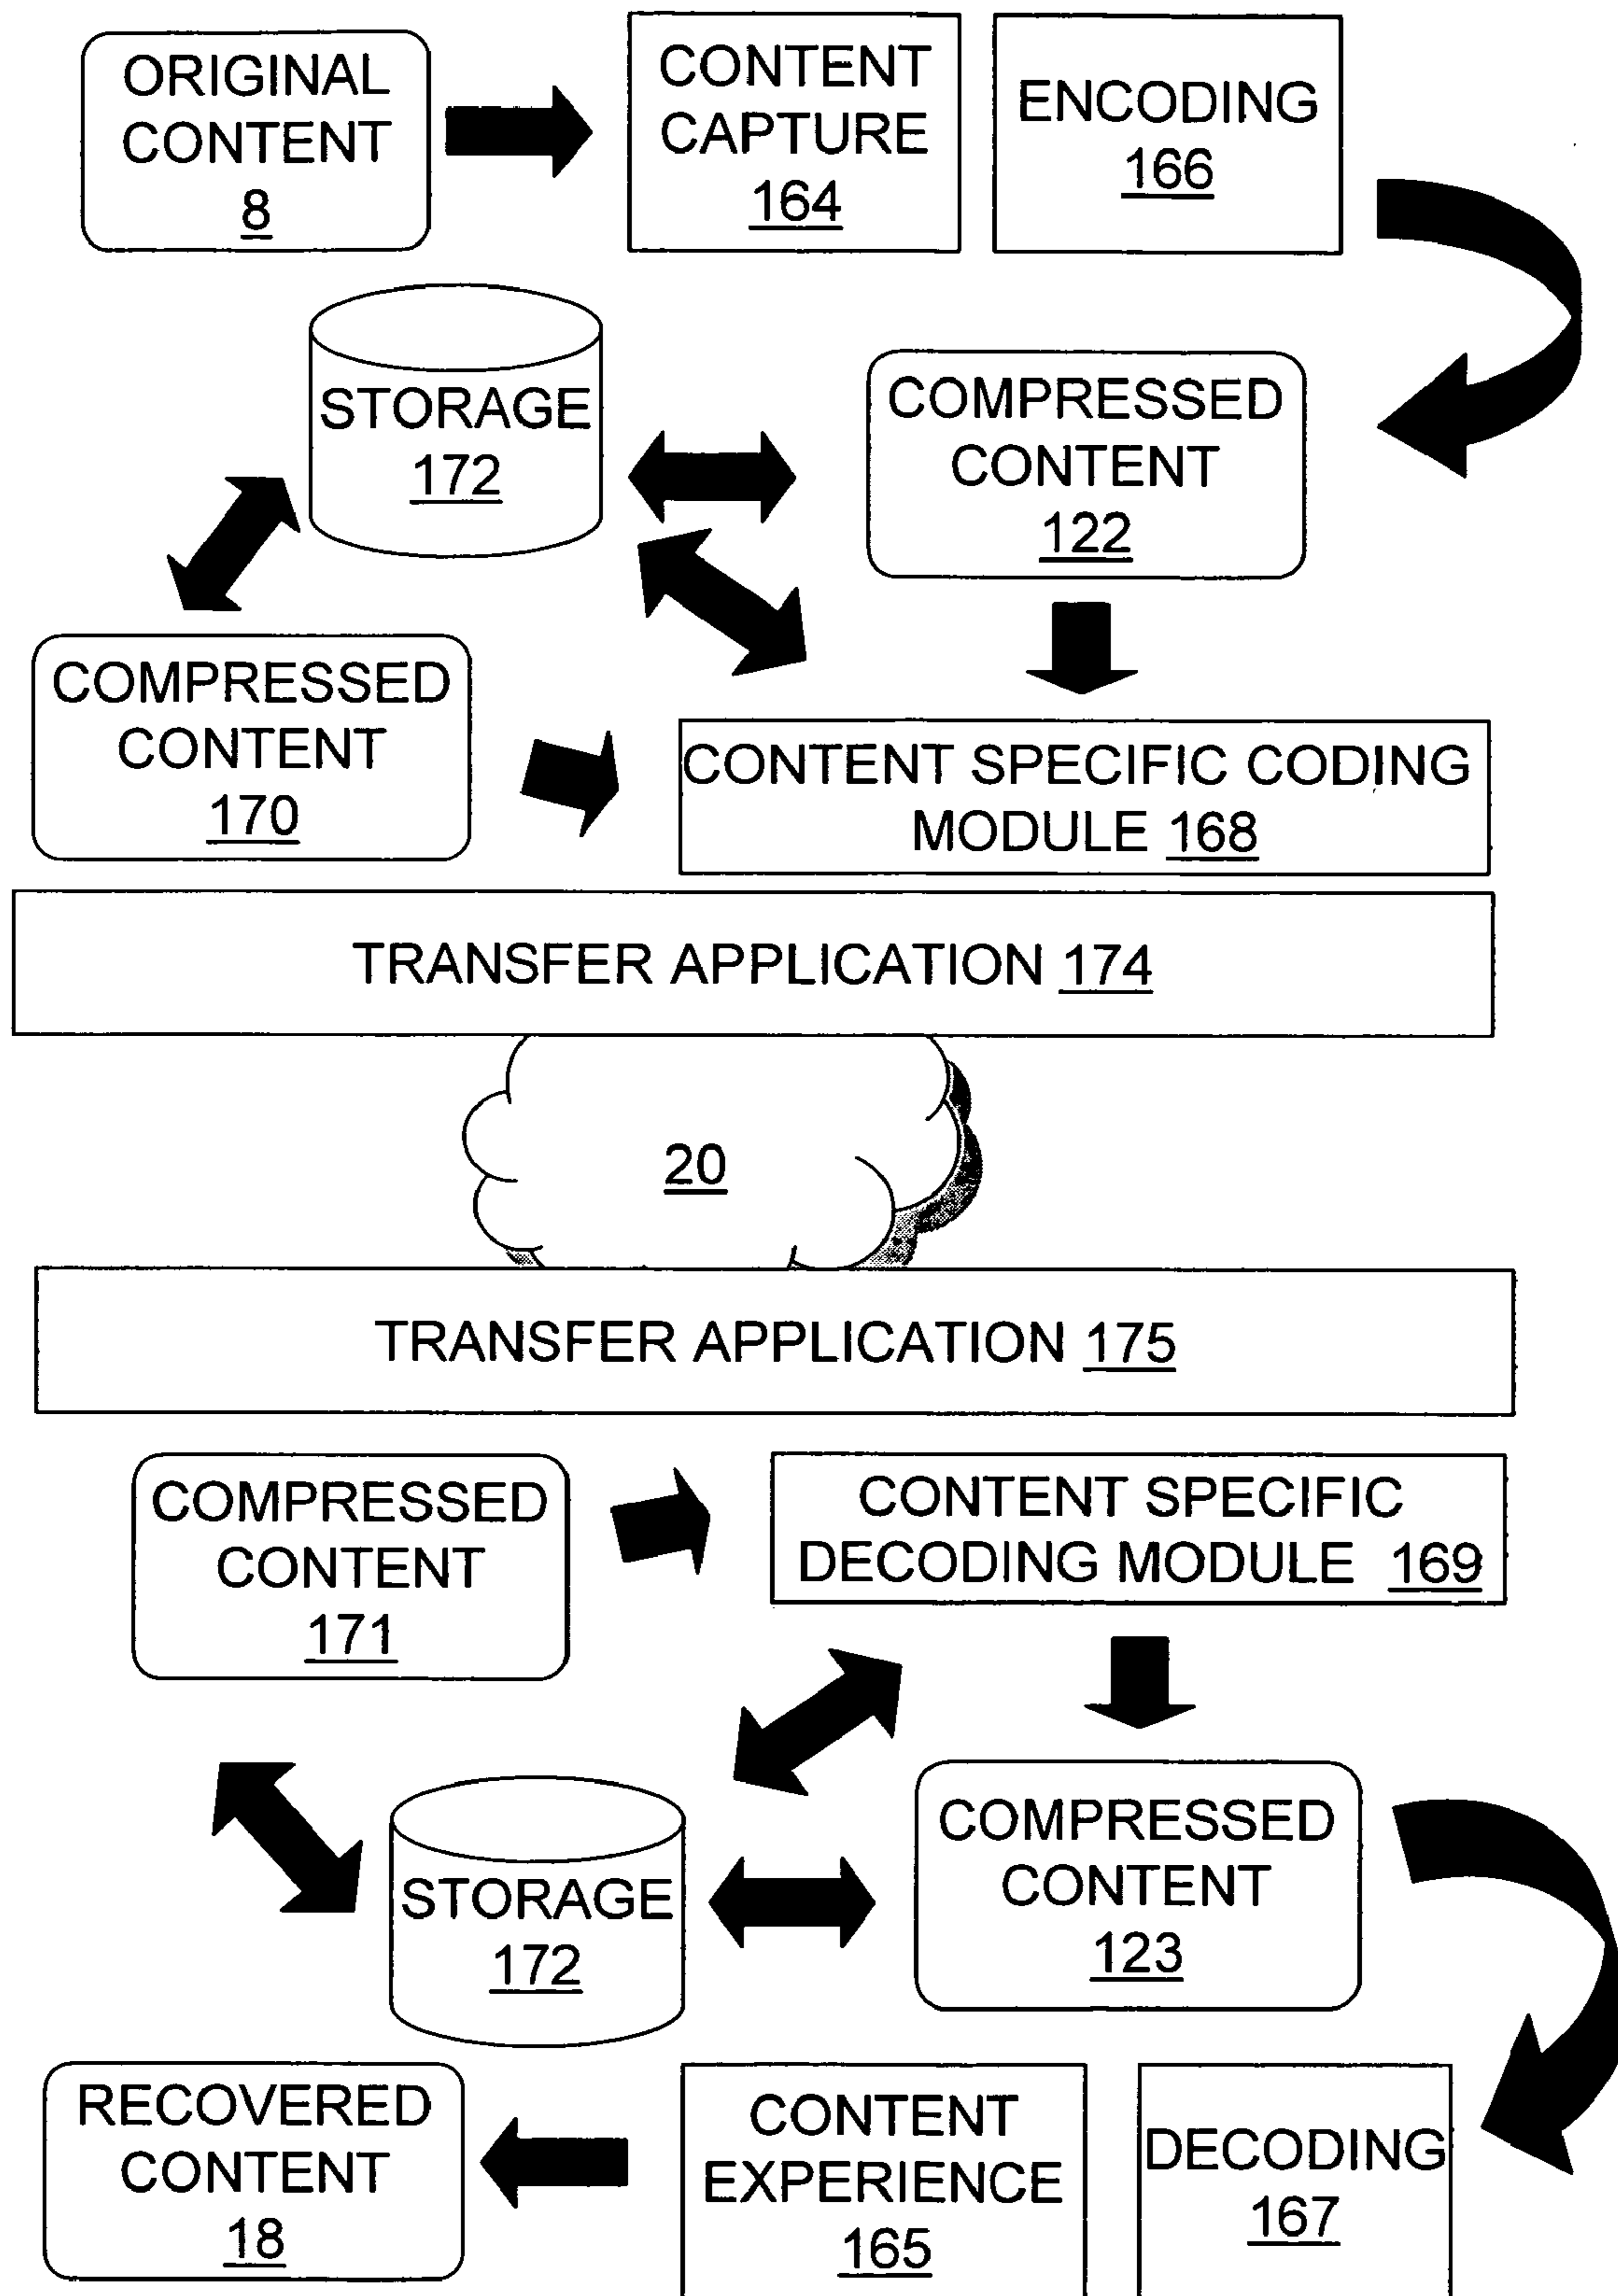 ORIGINAL
CONTENT
8
CONTENT
CAPTURE
164
ENCODING
166
STORAGE
172
COMPRESSED
CONTENT
122
COMPRESSED
CONTENT
170
CONTENT SPECIFIC CODING
MODULE 168
TRANSFER APPLICATION 174
20
TRANSFER APPLICATION 175
COMPRESSED
CONTENT
171
CONTENT SPECIFIC
DECODING MODULE 169
STORAGE
172
COMPRESSED
CONTENT
123
RECOVERED
CONTENT
18
CONTENT
EXPERIENCE
165
DECODING
167